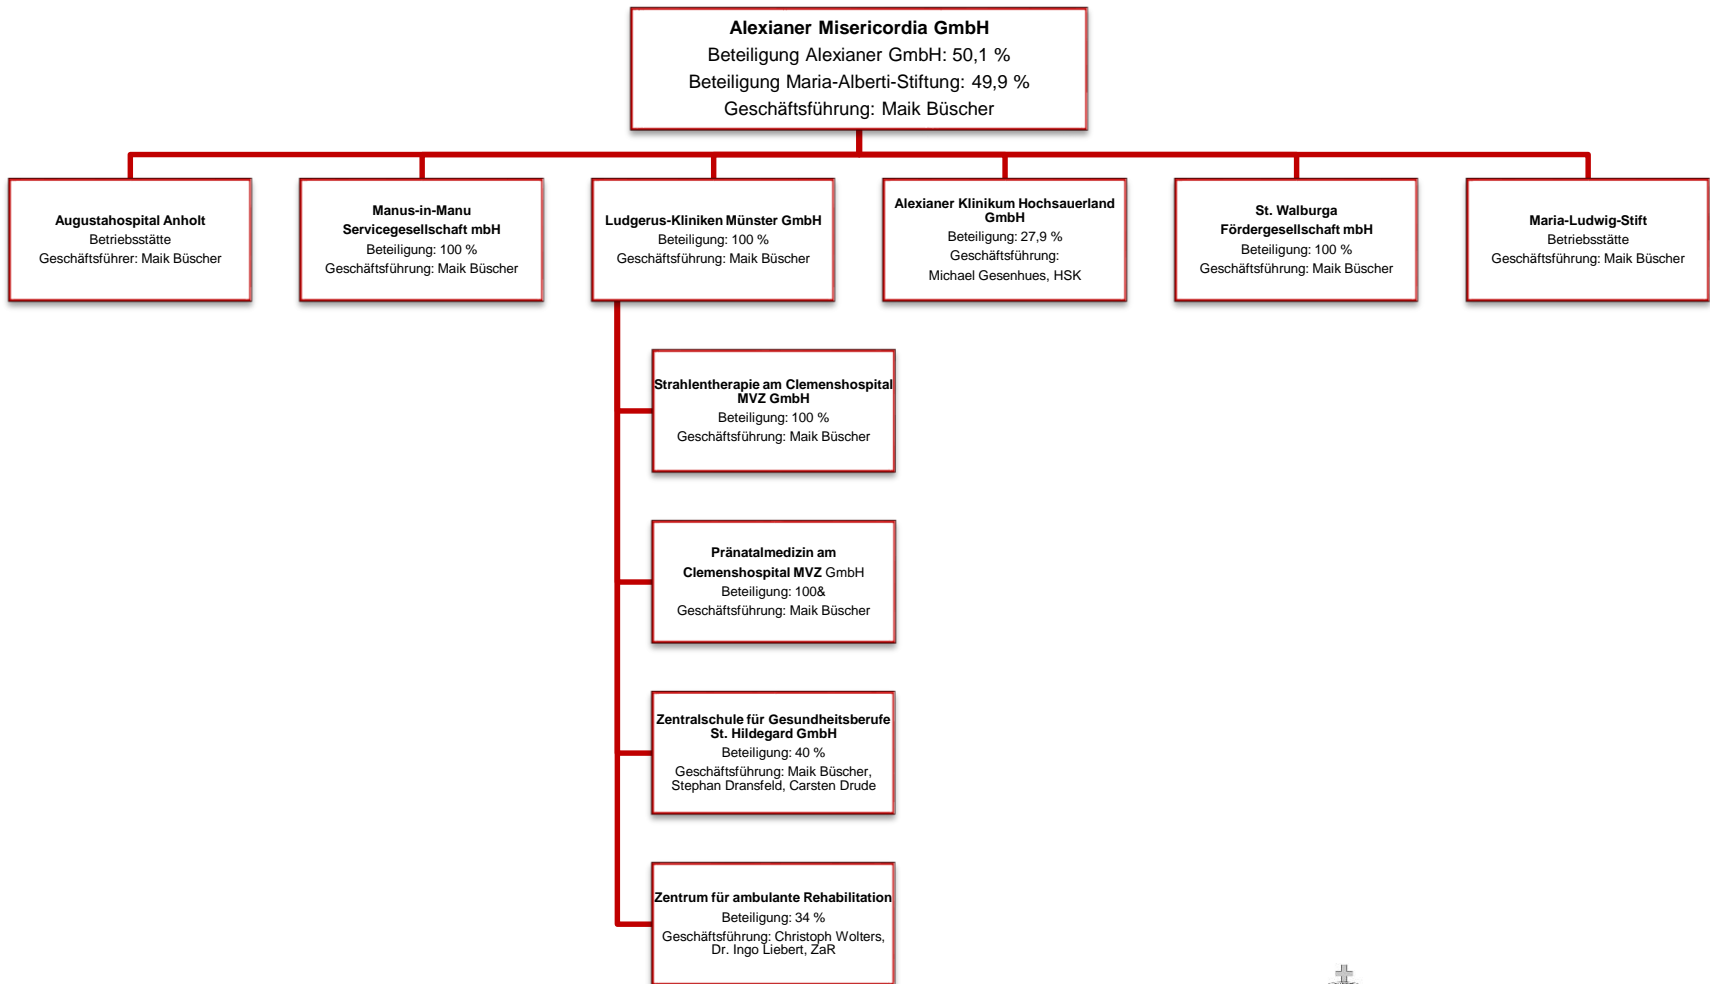 Alexianer Misericordia GmbH
Beteiligung Alexianer GmbH: 50,1 %
Beteiligung Maria-Alberti-Stiftung: 49,9 %
Geschäftsführung: Maik Büscher
Augustahospital Anholt
Betriebsstätte
Geschäftsführer: Maik Büscher
Manus-in-Manu
Servicegesellschaft mbH
Beteiligung: 100 %
Geschäftsführung: Maik Büscher
Ludgerus-Kliniken Münster GmbH
Beteiligung: 100 %
Geschäftsführung: Maik Büscher
Alexianer Klinikum Hochsauerland
GmbH
Beteiligung: 27,9 %
Geschäftsführung:
Michael Gesenhues, HSK
St. Walburga
Fördergesellschaft mbH
Beteiligung: 100 %
Geschäftsführung: Maik Büscher
Maria-Ludwig-Stift
Betriebsstätte
Geschäftsführung: Maik Büscher
Strahlentherapie am Clemenshospital
MVZ GmbH
Beteiligung: 100 %
Geschäftsführung: Maik Büscher
Pränatalmedizin am
Clemenshospital MVZ GmbH
Beteiligung: 100&
Geschäftsführung: Maik Büscher
Zentralschule für Gesundheitsberufe
St. Hildegard GmbH
Beteiligung: 40 %
Geschäftsführung: Maik Büscher,
Stephan Dransfeld, Carsten Drude
Zentrum für ambulante Rehabilitation
Beteiligung: 34 %
Geschäftsführung: Christoph Wolters,
Dr. Ingo Liebert, ZaR